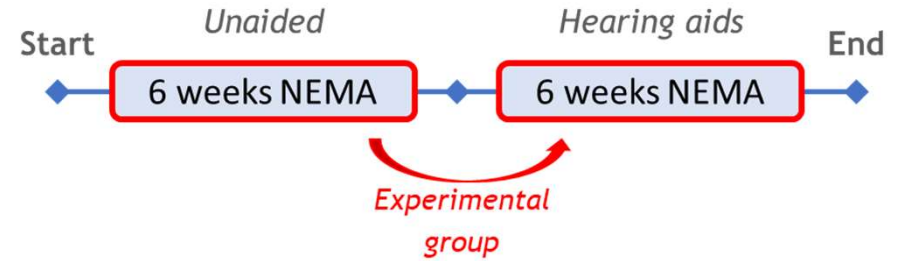 Unaided
Hearing aids
Start
End
6 weeks NEMA
6 weeks NEMA
Experimental
group